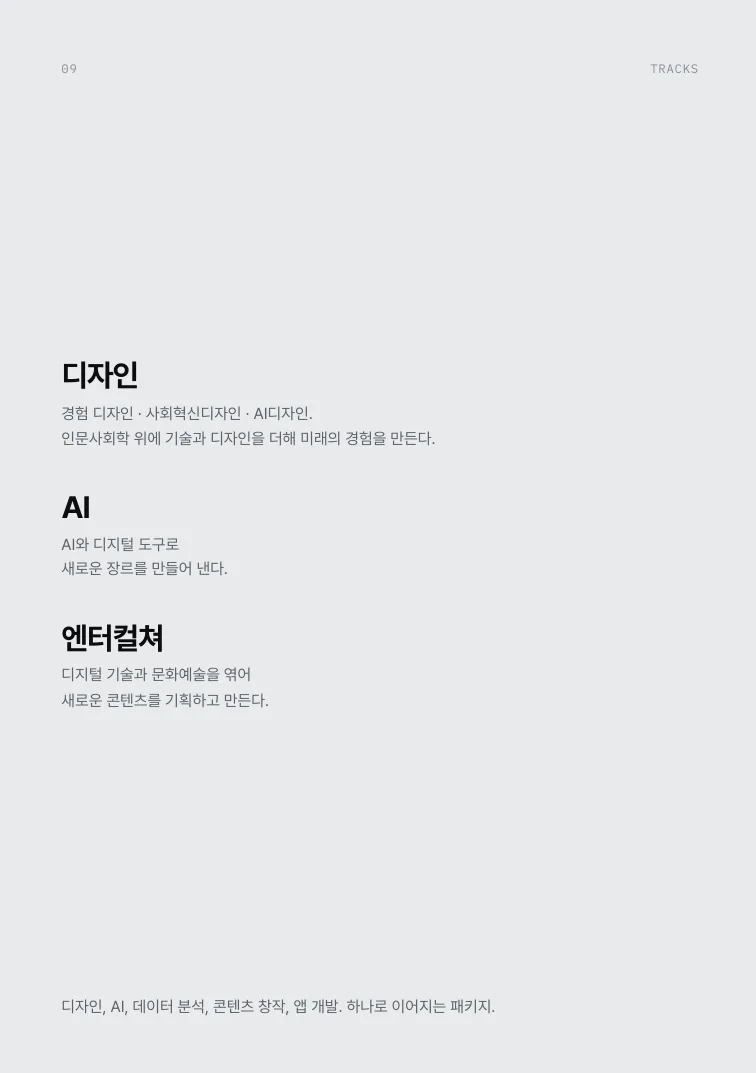 09
TRACKS
디자인
경험 디자인 · 사회혁신디자인 · AI디자인.
인문사회학 위에 기술과 디자인을 더해 미래의 경험을 만든다.
AI
AI와 디지털 도구로
새로운 장르를 만들어 낸다.
엔터컬쳐
디지털 기술과 문화예술을 엮어
새로운 콘텐츠를 기획하고 만든다.
디자인, AI, 데이터 분석, 콘텐츠 창작, 앱 개발. 하나로 이어지는 패키지.